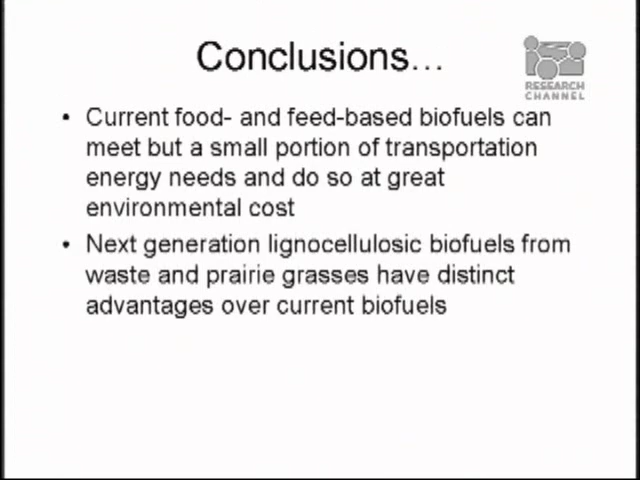 Conclusions...
RESEARCH
CHANNEL
• Current food- and feed-based biofuels can
meet but a small portion of transportation
energy needs and do so at great
environmental cost
• Next generation lignocellulosic biofuels from
waste and prairie grasses have distinct
advantages over current biofuels